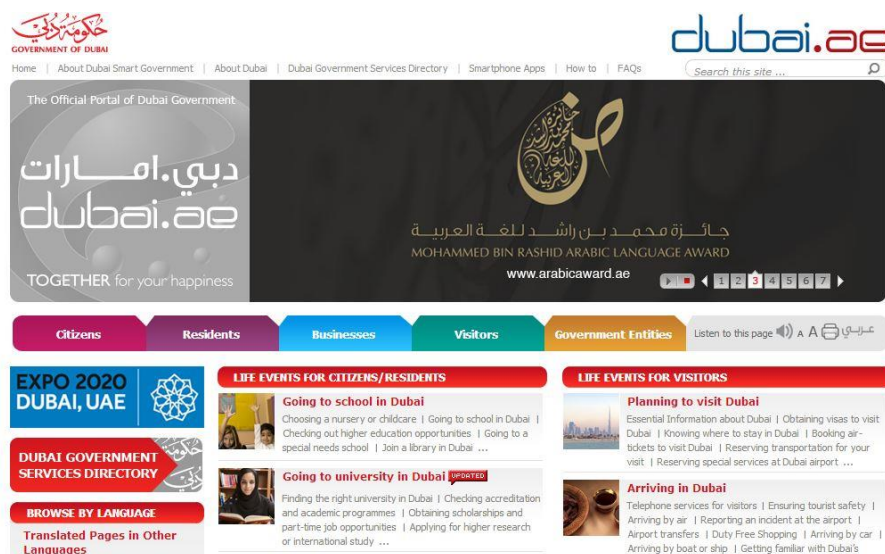 حكومة دبي
GOVERNMENT OF DUBAI
dubai.ae
Home | About Dubai Smart Government | About Dubai | Dubai Government Services Directory | Smartphone Apps | How to | FAQs
Search this site ...
The Official Portal of Dubai Government
دبي.امارات
dubai.ae
TOGETHER for your happiness
جائزة محمد بن راشد للغة العربية
MOHAMMED BIN RASHID ARABIC LANGUAGE AWARD
www.arabicaward.ae
1 2 3 4 5 6 7
Citizens
Residents
Businesses
Visitors
Government Entities
Listen to this page A A عربي
EXPO 2020
DUBAI, UAE
DUBAI GOVERNMENT
SERVICES DIRECTORY
BROWSE BY LANGUAGE
Translated Pages in Other
Languages
LIFE EVENTS FOR CITIZENS/RESIDENTS
Going to school in Dubai
Choosing a nursery or childcare | Going to school in Dubai |
Checking out higher education opportunities | Going to a
special needs school | Join a library in Dubai ...
Going to university in Dubai UPDATED
Finding the right university in Dubai | Checking accreditation
and academic programmes | Obtaining scholarships and
part-time job opportunities | Applying for higher research
or international study ...
LIFE EVENTS FOR VISITORS
Planning to visit Dubai
Essential Information about Dubai | Obtaining visas to visit
Dubai | Knowing where to stay in Dubai | Booking air-
tickets to visit Dubai | Reserving transportation for your
visit | Reserving special services at Dubai airport ...
Arriving in Dubai
Telephone services for visitors | Ensuring tourist safety |
Arriving by air | Reporting an incident at the airport |
Airport transfers | Duty Free Shopping | Arriving by car |
Arriving by boat or ship | Getting familiar with Dubai's